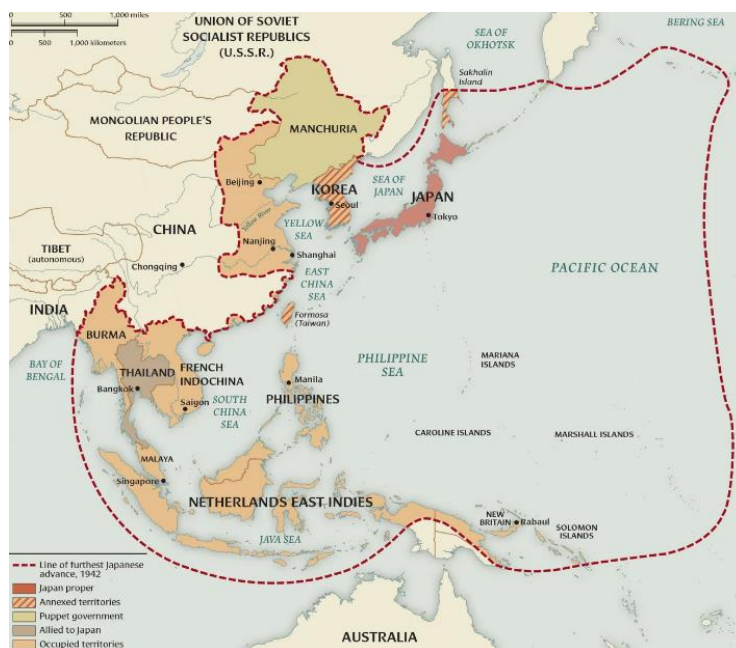 0 500 1,000 miles
0 500 1,000 kilometers
UNION OF SOVIET
SOCIALIST REPUBLICS
(U.S.S.R.)
BERING SEA
SEA OF
OKHOTSK
Sakhalin
Island
MONGOLIAN PEOPLE'S
REPUBLIC
MANCHURIA
Beijing
KOREA
Seoul
SEA OF
JAPAN
JAPAN
Tokyo
Yellow River
YELLOW
SEA
CHINA
Nanjing
Shanghai
TIBET
(autonomous)
Chongqing
EAST
CHINA
SEA
PACIFIC OCEAN
INDIA
BURMA
Formosa
(Taiwan)
BAY OF
BENGAL
THAILAND
FRENCH
INDOCHINA
Bangkok
Saigon
SOUTH
CHINA
SEA
Manila
PHILIPPINES
PHILIPPINE
SEA
MARIANA
ISLANDS
CAROLINE ISLANDS
MARSHALL ISLANDS
MALAYA
Singapore
NETHERLANDS EAST INDIES
NEW
BRITAIN
Rabaul
SOLOMON
ISLANDS
JAVA SEA
AUSTRALIA
Line of furthest Japanese
advance, 1942
Japan proper
Annexed territories
Puppet government
Allied to Japan
Occupied territories